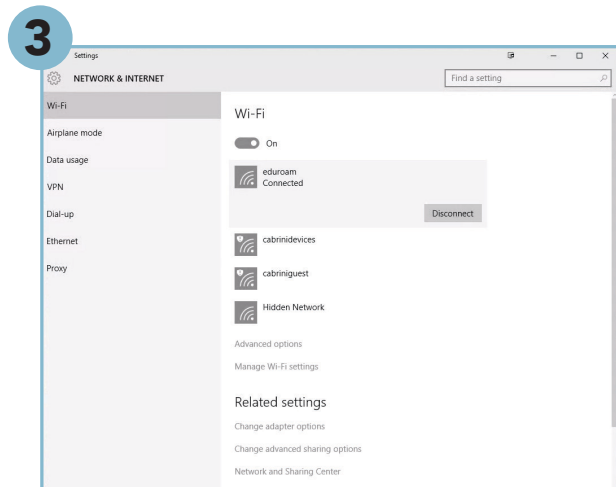 3
Settings
NETWORK & INTERNET
Find a setting
Wi-Fi
Airplane mode
Data usage
VPN
Dial-up
Ethernet
Proxy
Wi-Fi
On
eduroam
Connected
Disconnect
cabrinidevices
cabriniguest
Hidden Network
Advanced options
Manage Wi-Fi settings
Related settings
Change adapter options
Change advanced sharing options
Network and Sharing Center